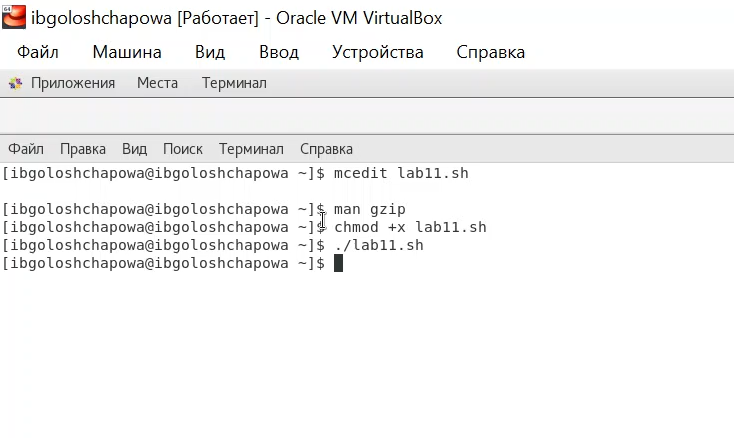 64
ibgoloshchapowa [Работает] - Oracle VM VirtualBox
Файл Машина Вид Ввод Устройства Справка
Приложения Места Терминал
Файл Правка Вид Поиск Терминал Справка
[ibgoloshchapowa@ibgoloshchapowa ~]$ mcedit lab11.sh
[ibgoloshchapowa@ibgoloshchapowa ~]$ man gzip
[ibgoloshchapowa@ibgoloshchapowa ~]$ chmod +x lab11.sh
[ibgoloshchapowa@ibgoloshchapowa ~]$ ./lab11.sh
[ibgoloshchapowa@ibgoloshchapowa ~]$